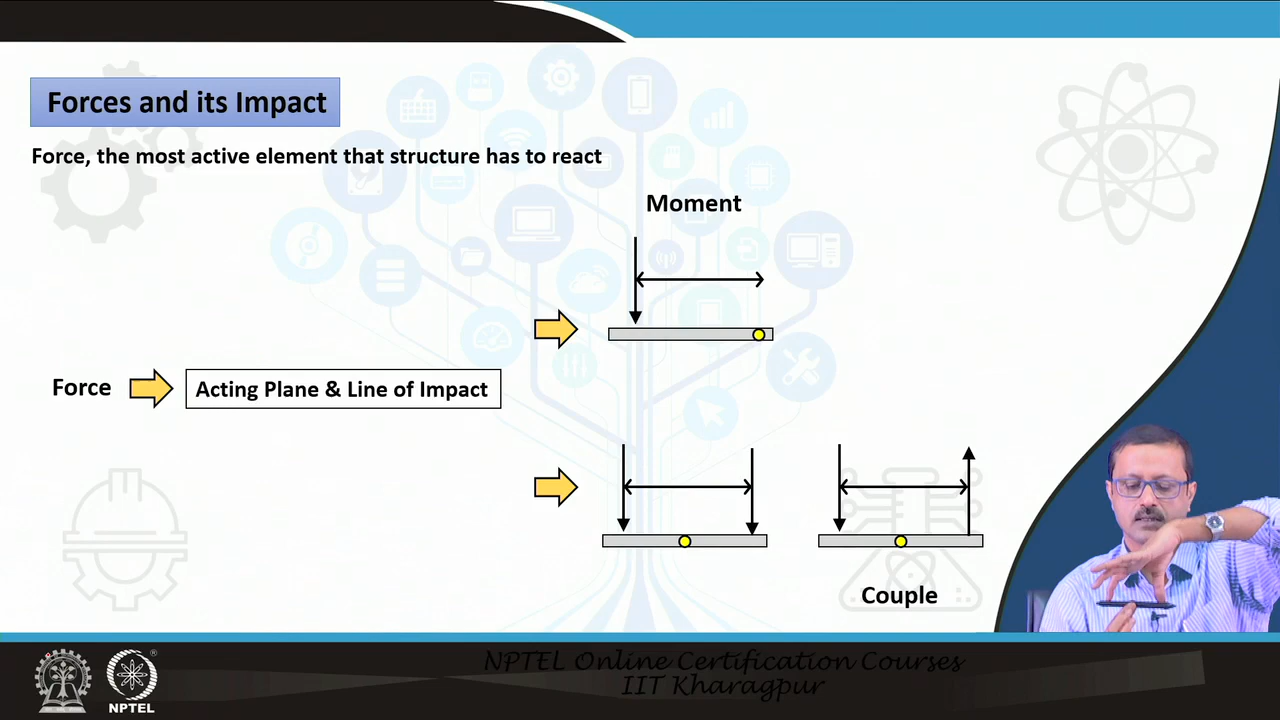 Forces and its Impact
Force, the most active element that structure has to react
Moment
Force
Acting Plane & Line of Impact
Couple
NPTEL Online Certification Courses
IIT Kharagpur
NPTEL